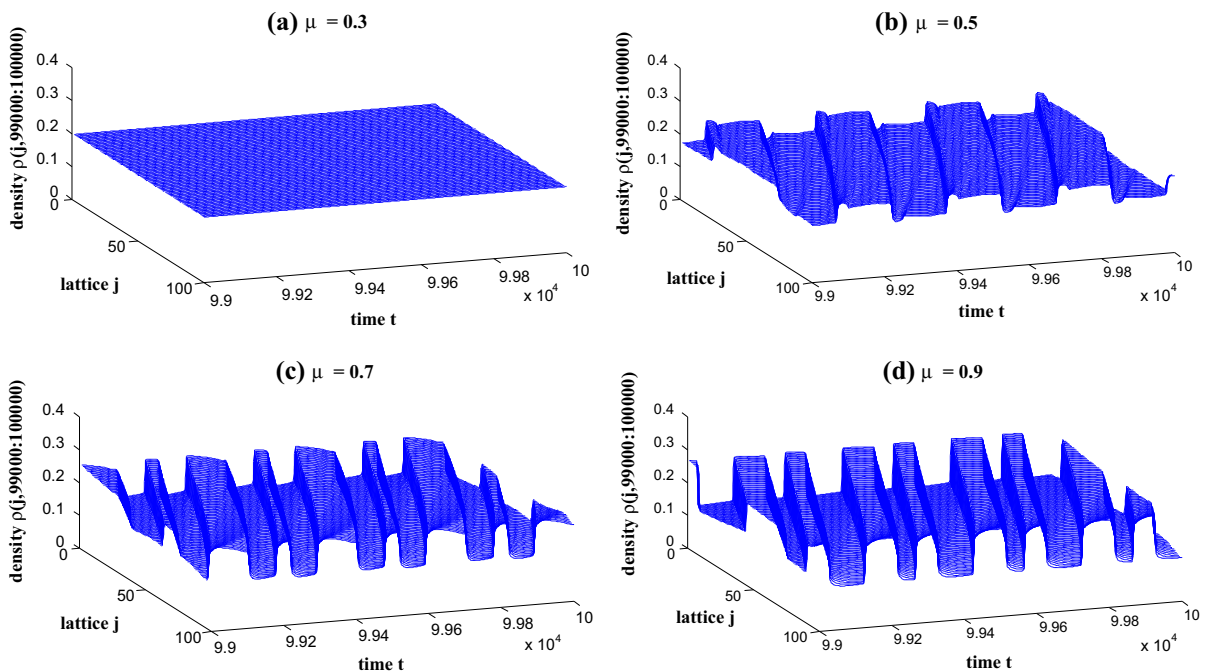 (a) μ = 0.3
density ρ(j,99000:100000)
0.4
0.3
0.2
0.1
0
0
50
100
lattice j
9.9
9.92
9.94
9.96
9.98
10
x 10^4
time t
(b) μ = 0.5
density ρ(j,99000:100000)
0.4
0.3
0.2
0.1
0
0
50
100
lattice j
9.9
9.92
9.94
9.96
9.98
10
x 10^4
time t
(c) μ = 0.7
density ρ(j,99000:100000)
0.4
0.3
0.2
0.1
0
0
50
100
lattice j
9.9
9.92
9.94
9.96
9.98
10
x 10^4
time t
(d) μ = 0.9
density ρ(j,99000:100000)
0.4
0.3
0.2
0.1
0
0
50
100
lattice j
9.9
9.92
9.94
9.96
9.98
10
x 10^4
time t